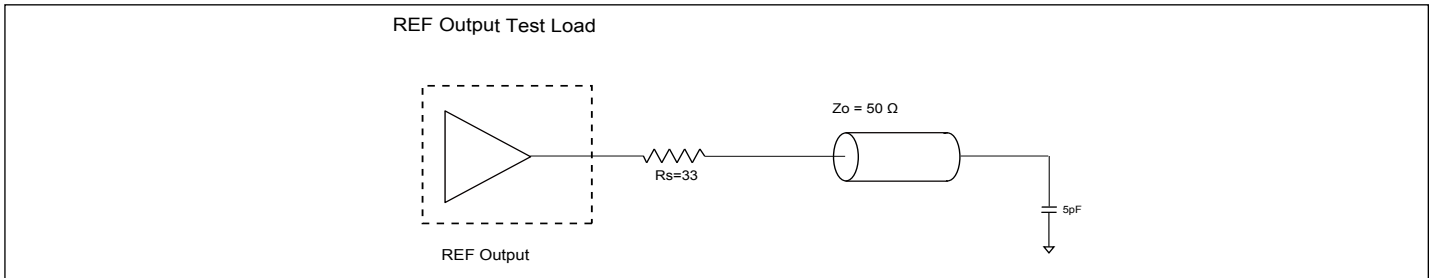 REF Output Test Load
Zo = 50 Ω
Rs=33
5pF
REF Output